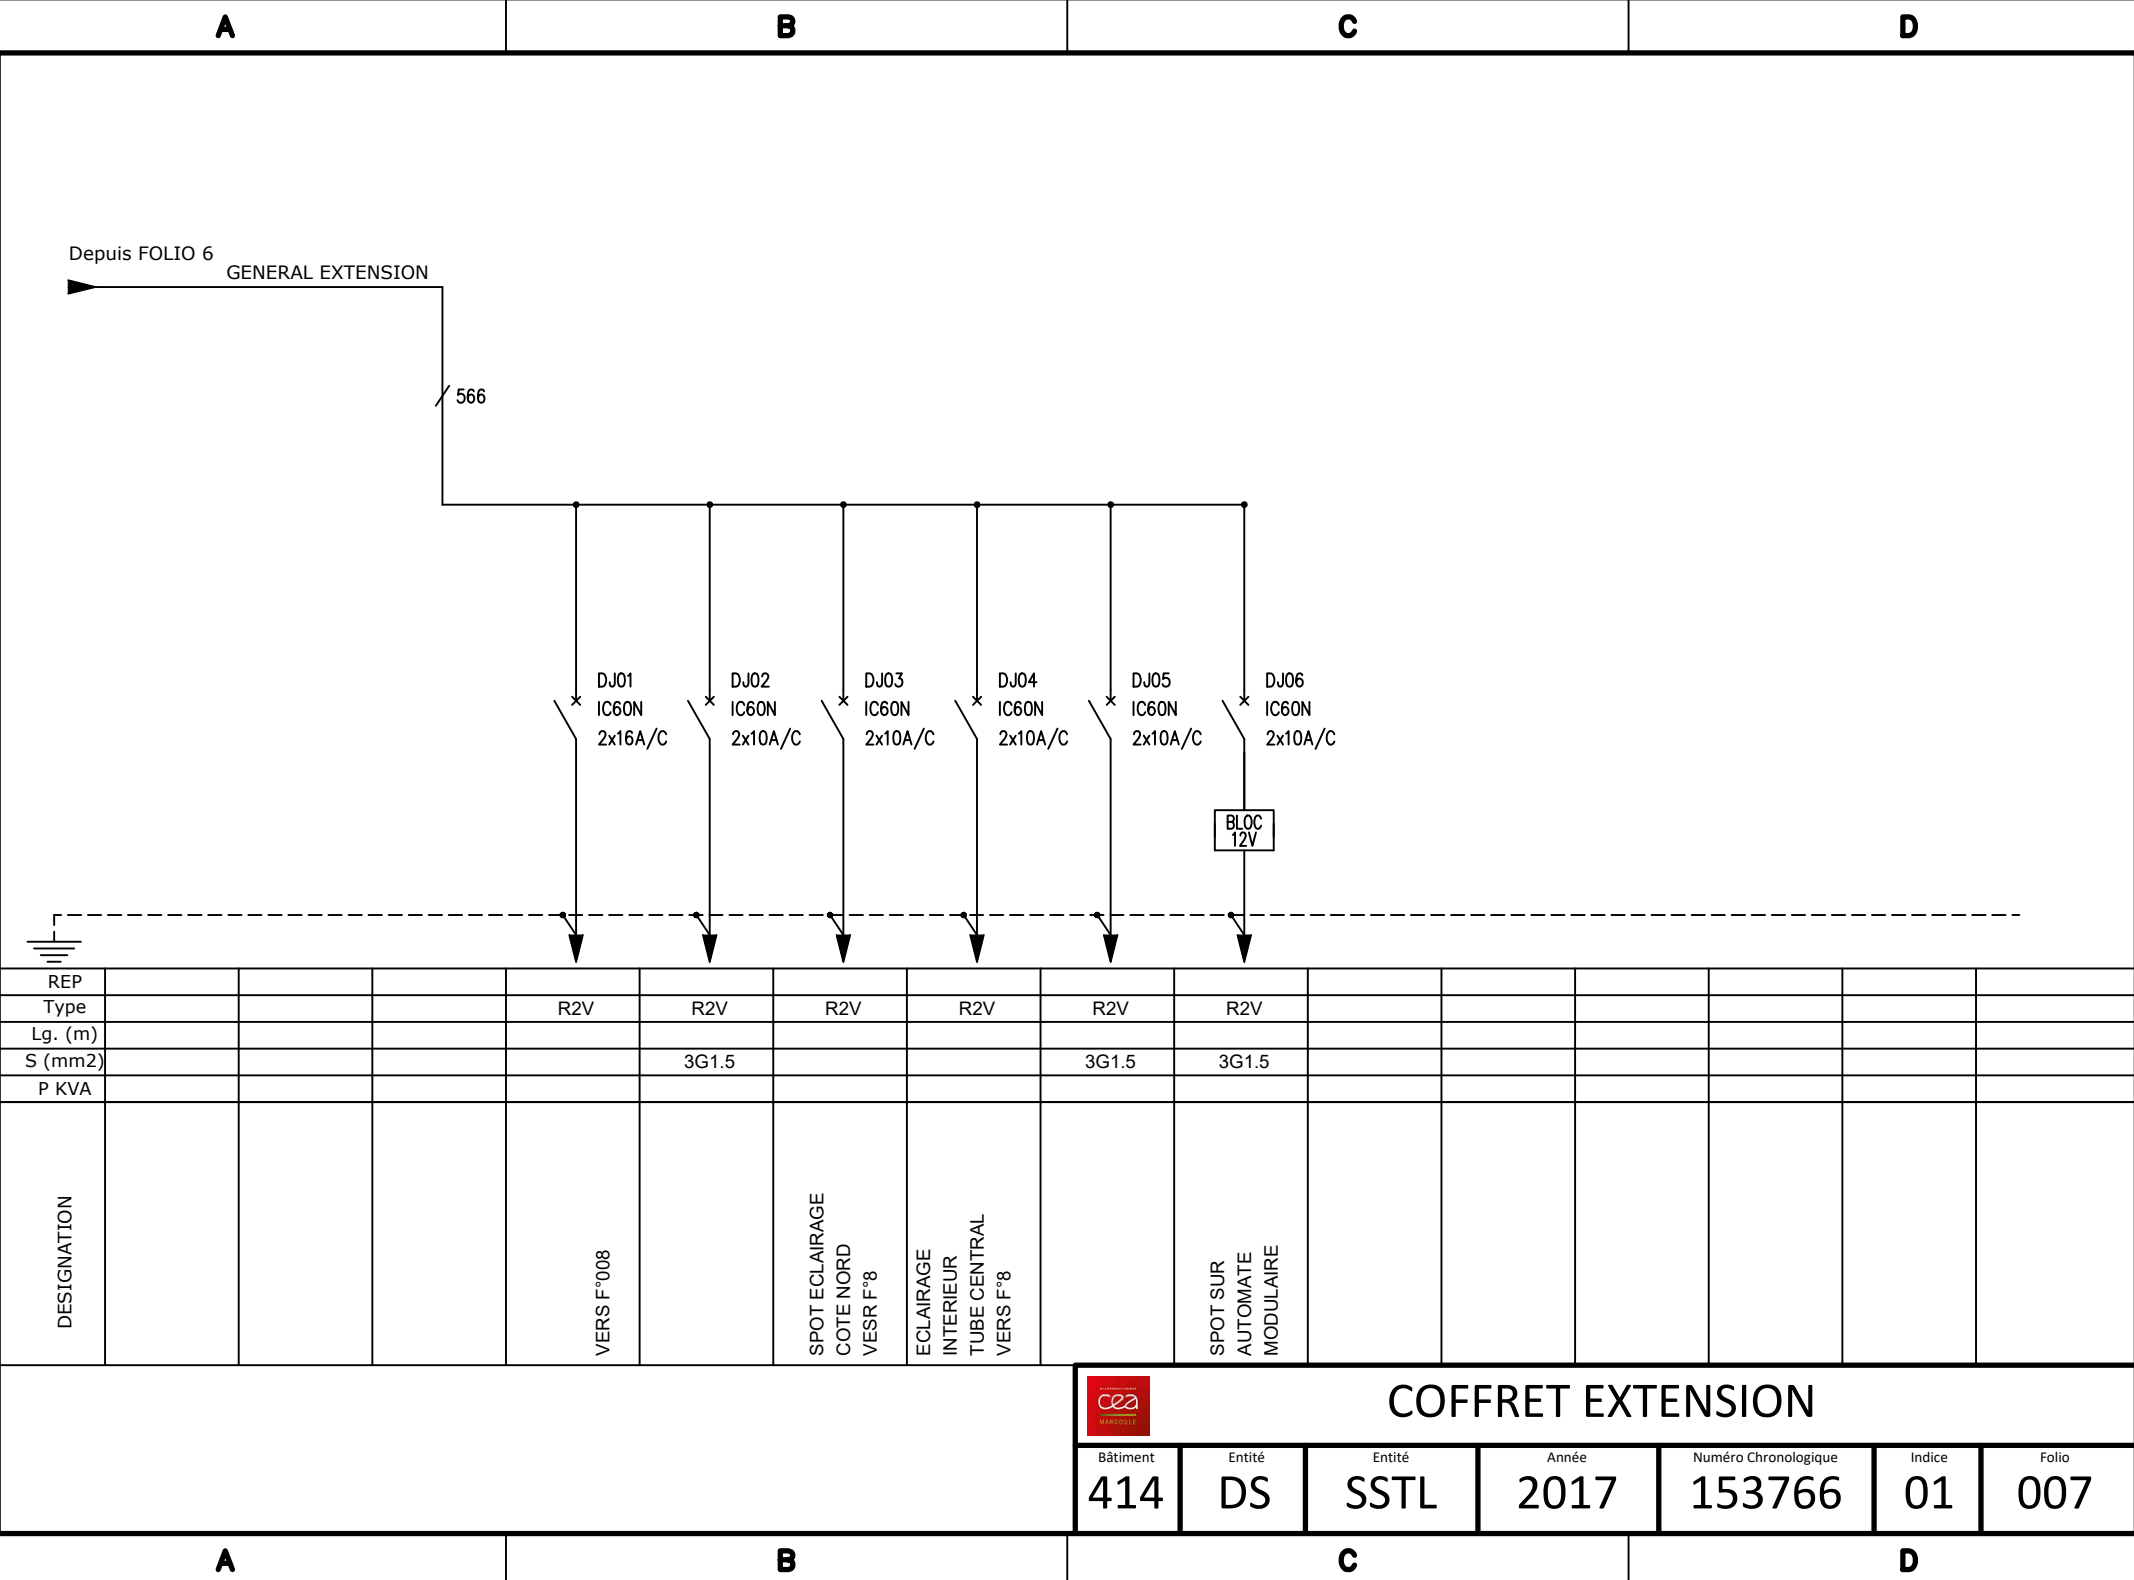 A B C D
Depuis FOLIO 6
GENERAL EXTENSION
566
DJ01
IC60N
2x16A/C
DJ02
IC60N
2x10A/C
DJ03
IC60N
2x10A/C
DJ04
IC60N
2x10A/C
DJ05
IC60N
2x10A/C
DJ06
IC60N
2x10A/C
BLOC
12V
REP
Type R2V R2V R2V R2V R2V R2V
Lg. (m)
S (mm2) 3G1.5 3G1.5 3G1.5
P KVA
DESIGNATION
VERS F°008
SPOT ECLAIRAGE
COTE NORD
VESR F°8
ECLAIRAGE
INTERIEUR
TUBE CENTRAL
VERS F°8
SPOT SUR
AUTOMATE
MODULAIRE
cea
MARCOULE
COFFRET EXTENSION
Bâtiment Entité Entité Année Numéro Chronologique Indice Folio
414 DS SSTL 2017 153766 01 007
A B C D